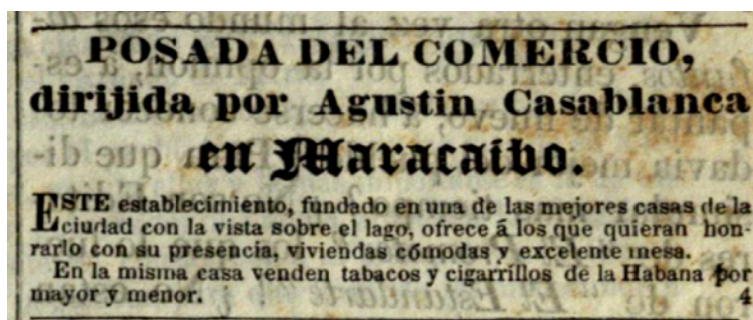 POSADA DEL COMERCIO,
dirijida por Agustin Casablanca
en Maracaibo.
ESTE establecimiento, fundado en una de las mejores casas de la
ciudad con la vista sobre el lago, ofrece á los que quieran hon-
rarlo con su presencia, viviendas cómodas y excelente mesa.
En la misma casa venden tabacos y cigarrillos de la Habana por
mayor y menor. 4